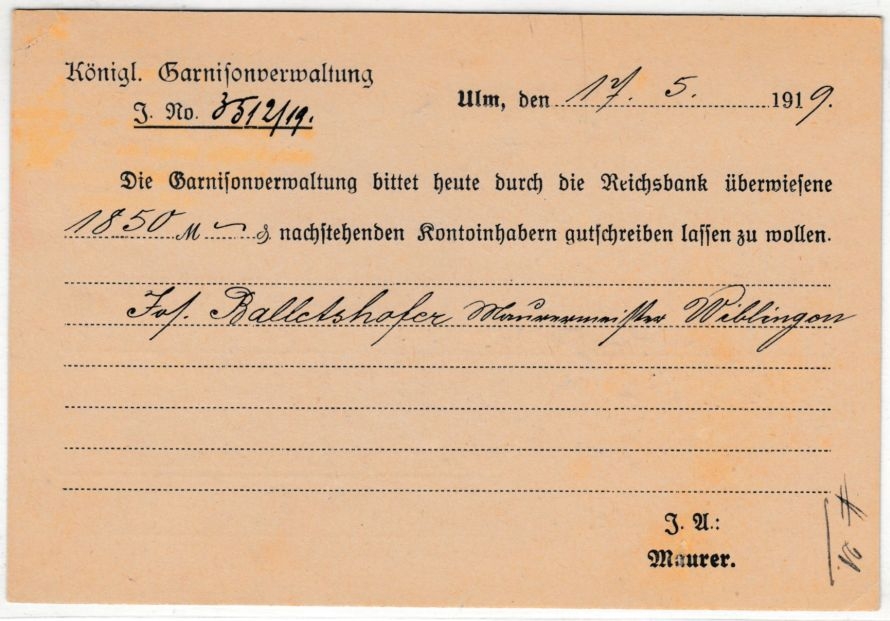 Königl. Garnisonverwaltung
J. No. 3512/19.
Ulm, den 17. 5. 1919.
Die Garnisonverwaltung bittet heute durch die Reichsbank überwiesene
1850 M — ₰ nachstehenden Kontoinhabern gutschreiben lassen zu wollen.
Jos. Balletshofer Maurermeister Wiblingen
J. A.:
Maurer.